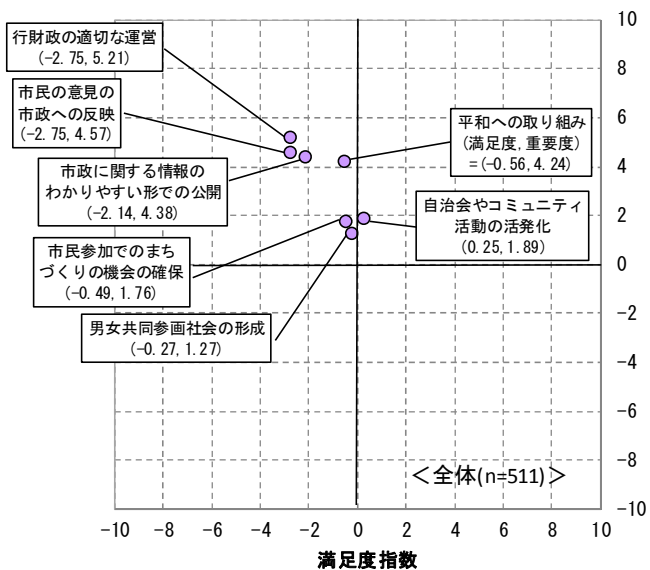 行財政の適切な運営
(-2.75, 5.21)
市民の意見の
市政への反映
(-2.75, 4.57)
市政に関する情報の
わかりやすい形での公開
(-2.14, 4.38)
市民参加でのまち
づくりの機会の確保
(-0.49, 1.76)
男女共同参画社会の形成
(-0.27, 1.27)
平和への取り組み
(満足度, 重要度)
=(-0.56, 4.24)
自治会やコミュニティ
活動の活発化
(0.25, 1.89)
10
8
6
4
2
0
-2
-4
-6
-8
-10
＜全体(n=511)＞
-10 -8 -6 -4 -2 0 2 4 6 8 10
満足度指数